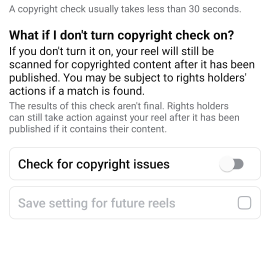 A copyright check usually takes less than 30 seconds.
What if I don't turn copyright check on?
If you don't turn it on, your reel will still be
scanned for copyrighted content after it has been
published. You may be subject to rights holders'
actions if a match is found.
The results of this check aren't final. Rights holders
can still take action against your reel after it has been
published if it contains their content.
Check for copyright issues
Save setting for future reels